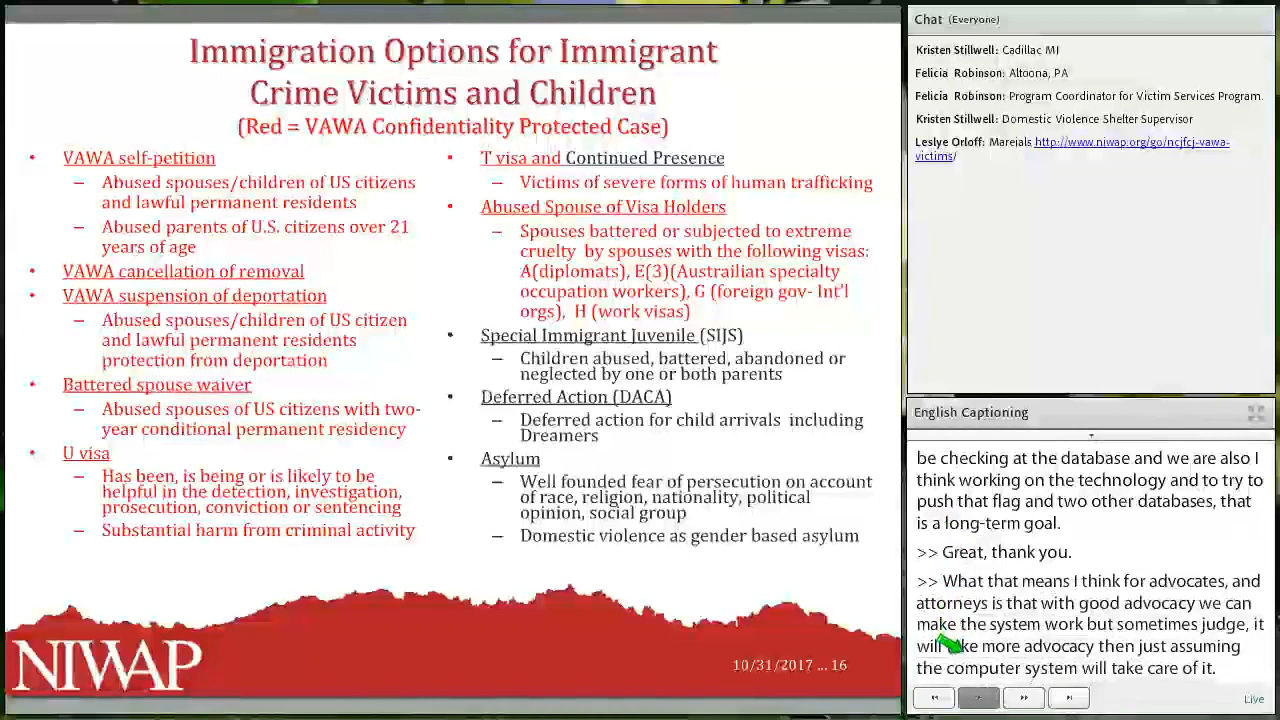 Immigration Options for Immigrant
Crime Victims and Children
(Red = VAWA Confidentiality Protected Case)
• VAWA self-petition
– Abused spouses/children of US citizens
and lawful permanent residents
– Abused parents of U.S. citizens over 21
years of age
• VAWA cancellation of removal
• VAWA suspension of deportation
– Abused spouses/children of US citizen
and lawful permanent residents
protection from deportation
• Battered spouse waiver
– Abused spouses of US citizens with two-
year conditional permanent residency
• U visa
– Has been, is being or is likely to be
helpful in the detection, investigation,
prosecution, conviction or sentencing
– Substantial harm from criminal activity
• T visa and Continued Presence
– Victims of severe forms of human trafficking
• Abused Spouse of Visa Holders
– Spouses battered or subjected to extreme
cruelty by spouses with the following visas:
A(diplomats), E(3)(Austrailian specialty
occupation workers), G (foreign gov- Int'l
orgs), H (work visas)
• Special Immigrant Juvenile (SIJS)
– Children abused, battered, abandoned or
neglected by one or both parents
• Deferred Action (DACA)
– Deferred action for child arrivals including
Dreamers
• Asylum
– Well founded fear of persecution on account
of race, religion, nationality, political
opinion, social group
– Domestic violence as gender based asylum
NIWAP
10/31/2017 ... 16
Chat (Everyone)
Kristen Stillwell: Cadillac MI
Felicia Robinson: Altoona, PA
Felicia Robinson: Program Coordinator for Victim Services Program.
Kristen Stillwell: Domestic Violence Shelter Supervisor
Leslye Orloff: Mareials http://www.niwap.org/go/ncjfcj-vawa-
victims/
English Captioning
be checking at the database and we are also I
think working on the technology and to try to
push that flag and two other databases, that
is a long-term goal.
>> Great, thank you.
>> What that means I think for advocates, and
attorneys is that with good advocacy we can
make the system work but sometimes judge, it
will take more advocacy then just assuming
the computer system will take care of it.
Live